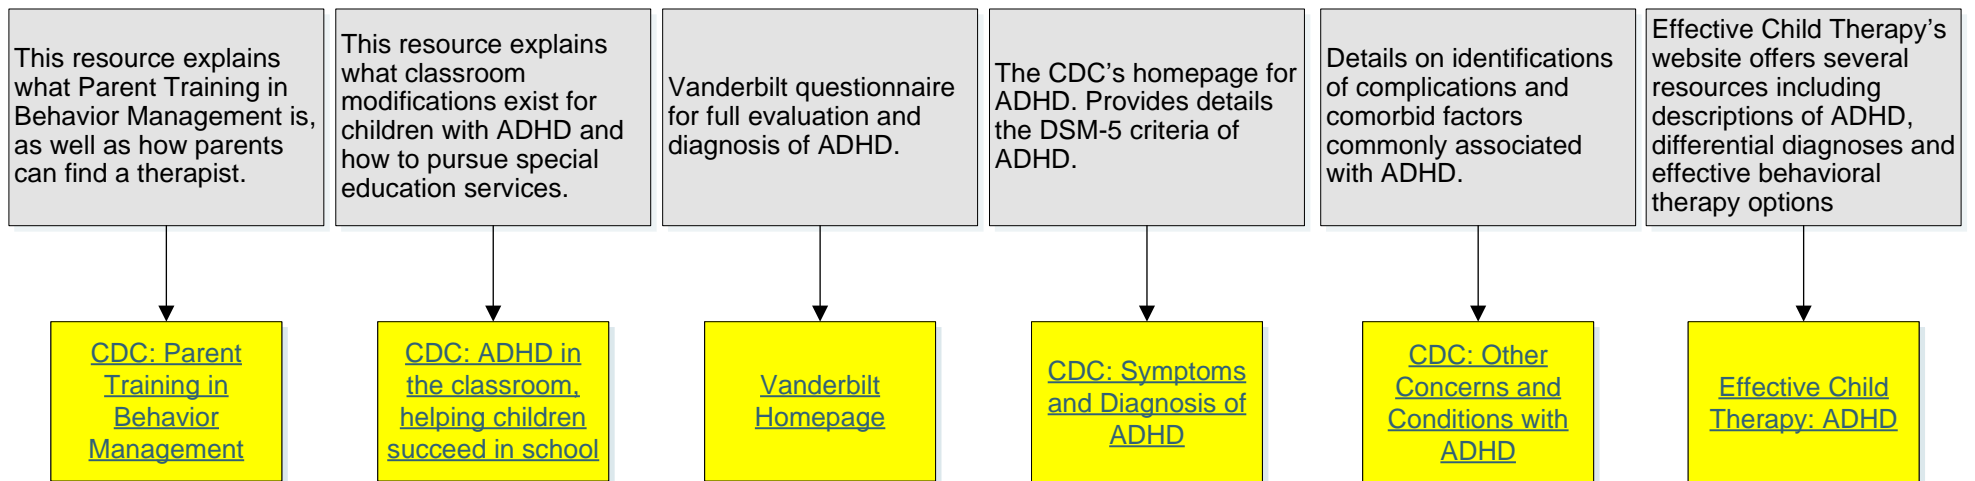 This resource explains
what Parent Training in
Behavior Management is,
as well as how parents
can find a therapist.
This resource explains
what classroom
modifications exist for
children with ADHD and
how to pursue special
education services.
Vanderbilt questionnaire
for full evaluation and
diagnosis of ADHD.
The CDC's homepage for
ADHD. Provides details
the DSM-5 criteria of
ADHD.
Details on identifications
of complications and
comorbid factors
commonly associated
with ADHD.
Effective Child Therapy's
website offers several
resources including
descriptions of ADHD,
differential diagnoses and
effective behavioral
therapy options
CDC: Parent
Training in
Behavior
Management
CDC: ADHD in
the classroom,
helping children
succeed in school
Vanderbilt
Homepage
CDC: Symptoms
and Diagnosis of
ADHD
CDC: Other
Concerns and
Conditions with
ADHD
Effective Child
Therapy: ADHD